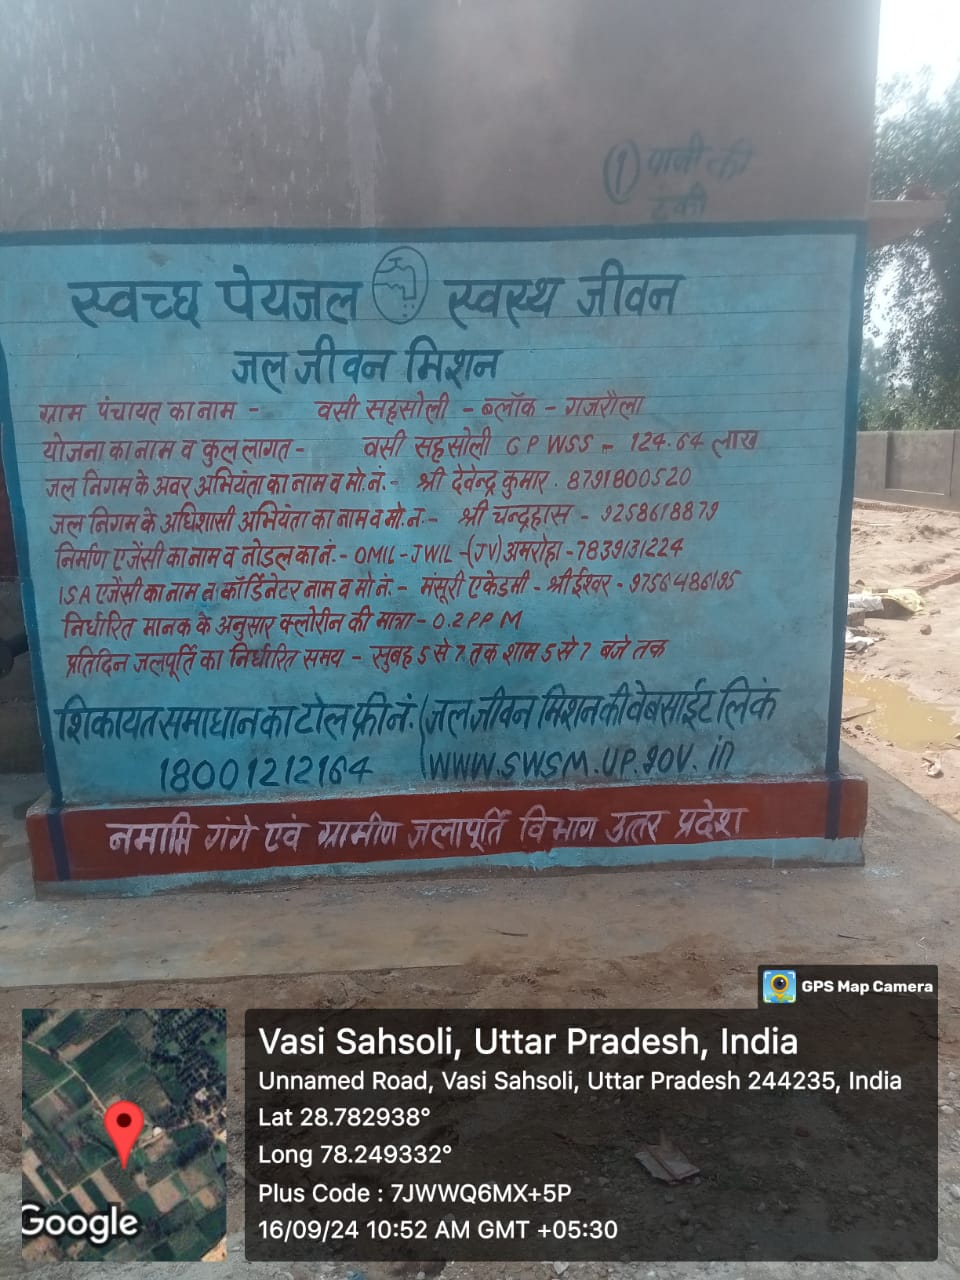 ① पानी की
टंकी
स्वच्छ पेयजल स्वस्थ जीवन
जल जीवन मिशन
ग्राम पंचायत का नाम - वसी सहसोली - ब्लॉक - गजरौला
योजना का नाम व कुल लागत - वसी सहसोली G P WSS - 124.64 लाख
जल निगम के अवर अभियंता का नाम व मो.नं. - श्री देवेन्द्र कुमार . 8791800520
जल निगम के अधिशासी अभियंता का नाम व मो.न. - श्री चन्द्रहास - 9258618879
निर्माण एजेंसी का नाम व नोडल का नं. - OMIL - JWIL - (JV) अमरोहा - 7839131224
ISA एजेंसी का नाम व कॉर्डिनेटर नाम व मो नं. - मंसूरी एकेडमी - श्री ईश्वर - 9756486195
निर्धारित मानक के अनुसार क्लोरीन की मात्रा - 0.2 PP M
प्रतिदिन जलपूर्ति का निर्धारित समय - सुबह 5 से 7 तक शाम 5 से 7 बजे तक
शिकायत समाधान का टोल फ्री नं. / जल जीवन मिशन की वेबसाईट लिंक
18001212164 WWW.SWSM.UP.gov.in
नमामि गंगे एवं ग्रामीण जलापूर्ति विभाग उत्तर प्रदेश
GPS Map Camera
Vasi Sahsoli, Uttar Pradesh, India
Unnamed Road, Vasi Sahsoli, Uttar Pradesh 244235, India
Lat 28.782938°
Long 78.249332°
Plus Code : 7JWWQ6MX+5P
16/09/24 10:52 AM GMT +05:30
Google